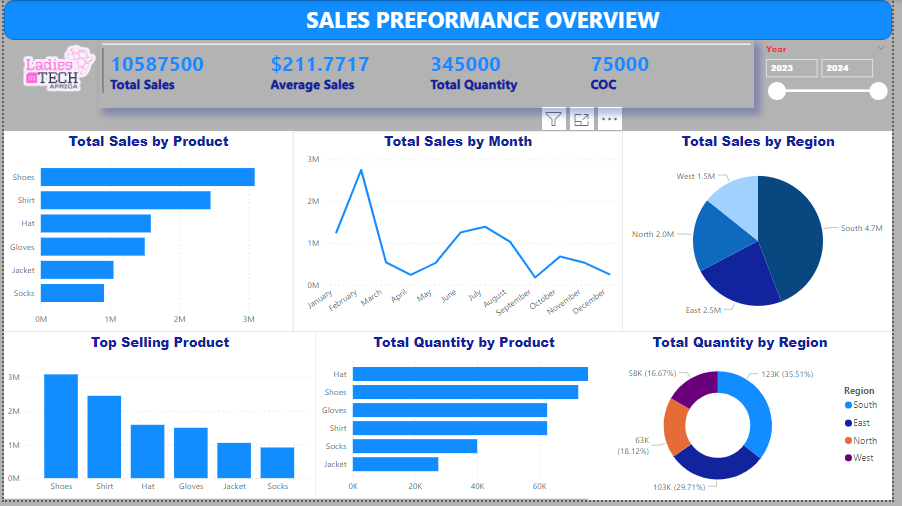 SALES PREFORMANCE OVERVIEW
Ladies
in TECH
AFRICA
10587500
Total Sales
$211.7717
Average Sales
345000
Total Quantity
75000
COC
Year
2023
2024
Total Sales by Product
Shoes
Shirt
Hat
Gloves
Jacket
Socks
0M
1M
2M
3M
Total Sales by Month
3M
2M
1M
0M
January
February
March
April
May
June
July
August
September
October
November
December
Total Sales by Region
West 1.5M
North 2.0M
East 2.5M
South 4.7M
Top Selling Product
3M
2M
1M
0M
Shoes
Shirt
Hat
Gloves
Jacket
Socks
Total Quantity by Product
Hat
Shoes
Gloves
Shirt
Socks
Jacket
0K
20K
40K
60K
Total Quantity by Region
58K (16.67%)
123K (35.51%)
63K
(18.12%)
103K (29.71%)
Region
South
East
North
West